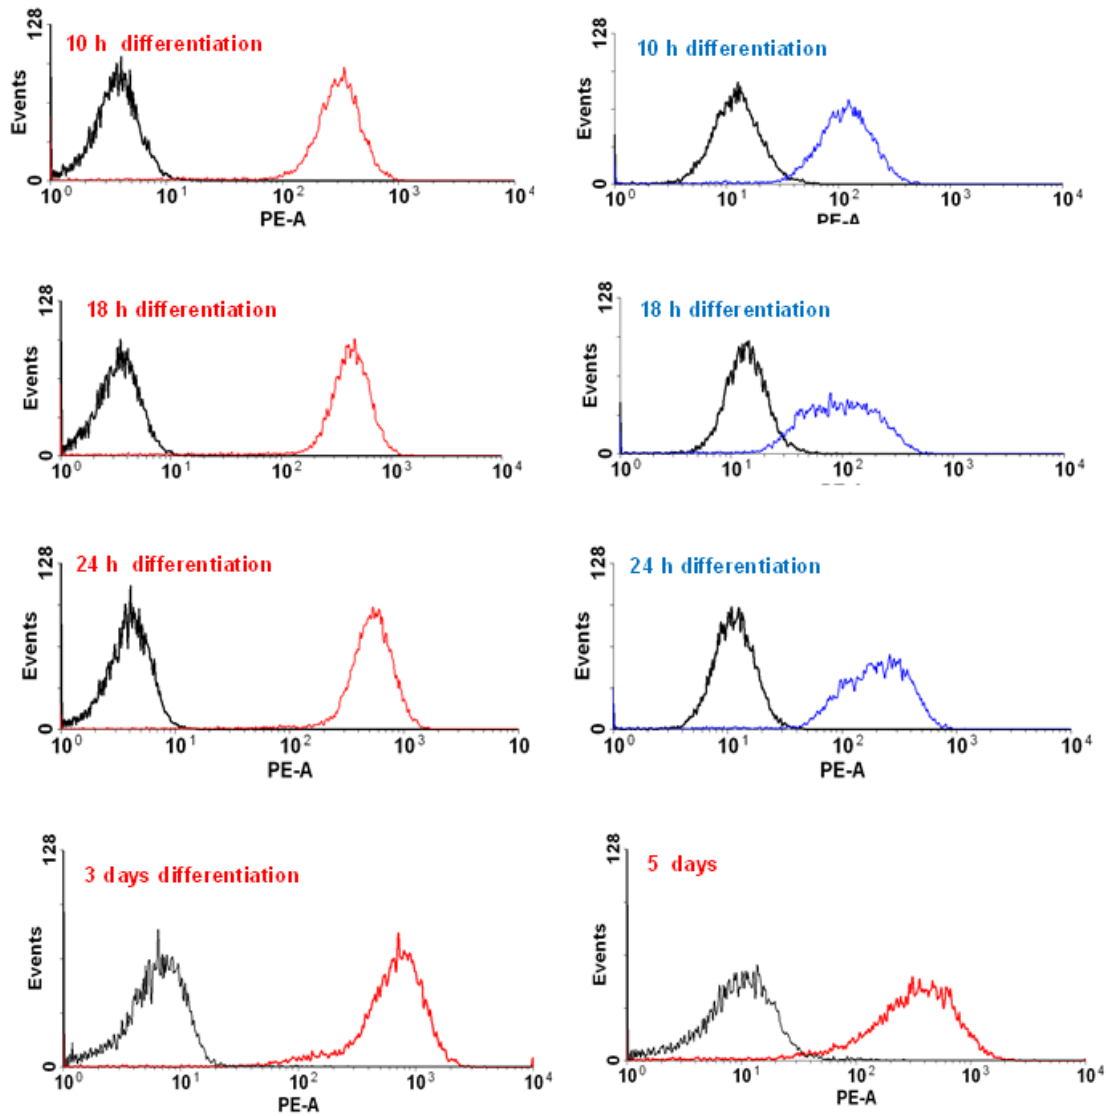 128
10 h differentiation
Events
0
10⁰ 10¹ 10² 10³ 10⁴
PE-A
128
10 h differentiation
Events
0
10⁰ 10¹ 10² 10³ 10⁴
PE-A
128
18 h differentiation
Events
0
10⁰ 10¹ 10² 10³ 10⁴
128
18 h differentiation
Events
0
10⁰ 10¹ 10² 10³ 10⁴
128
24 h differentiation
Events
0
10⁰ 10¹ 10² 10³ 10
PE-A
128
24 h differentiation
Events
0
10⁰ 10¹ 10² 10³ 10⁴
PE-A
128
3 days differentiation
Events
0
10⁰ 10¹ 10² 10³ 10⁴
PE-A
128
5 days
Events
0
10⁰ 10¹ 10² 10³ 10⁴
PE-A